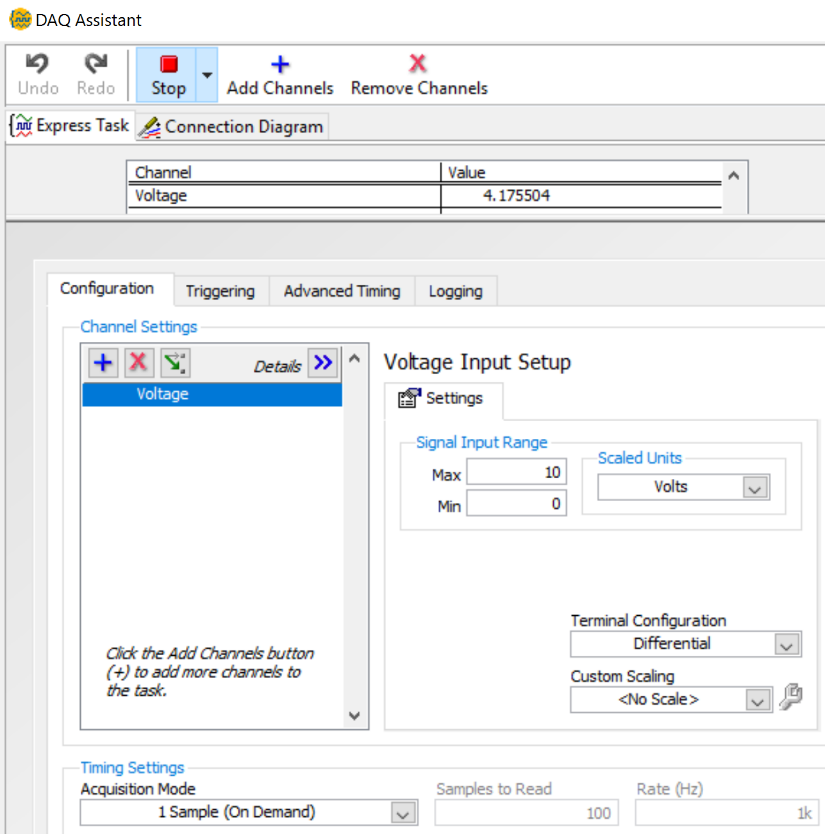 DAQ Assistant
Undo Redo Stop Add Channels Remove Channels
Express Task Connection Diagram
Channel Value
Voltage 4.175504
Configuration Triggering Advanced Timing Logging
Channel Settings
Details
Voltage
Click the Add Channels button
(+) to add more channels to
the task.
Voltage Input Setup
Settings
Signal Input Range
Max 10
Min 0
Scaled Units
Volts
Terminal Configuration
Differential
Custom Scaling
<No Scale>
Timing Settings
Acquisition Mode Samples to Read Rate (Hz)
1 Sample (On Demand) 100 1k